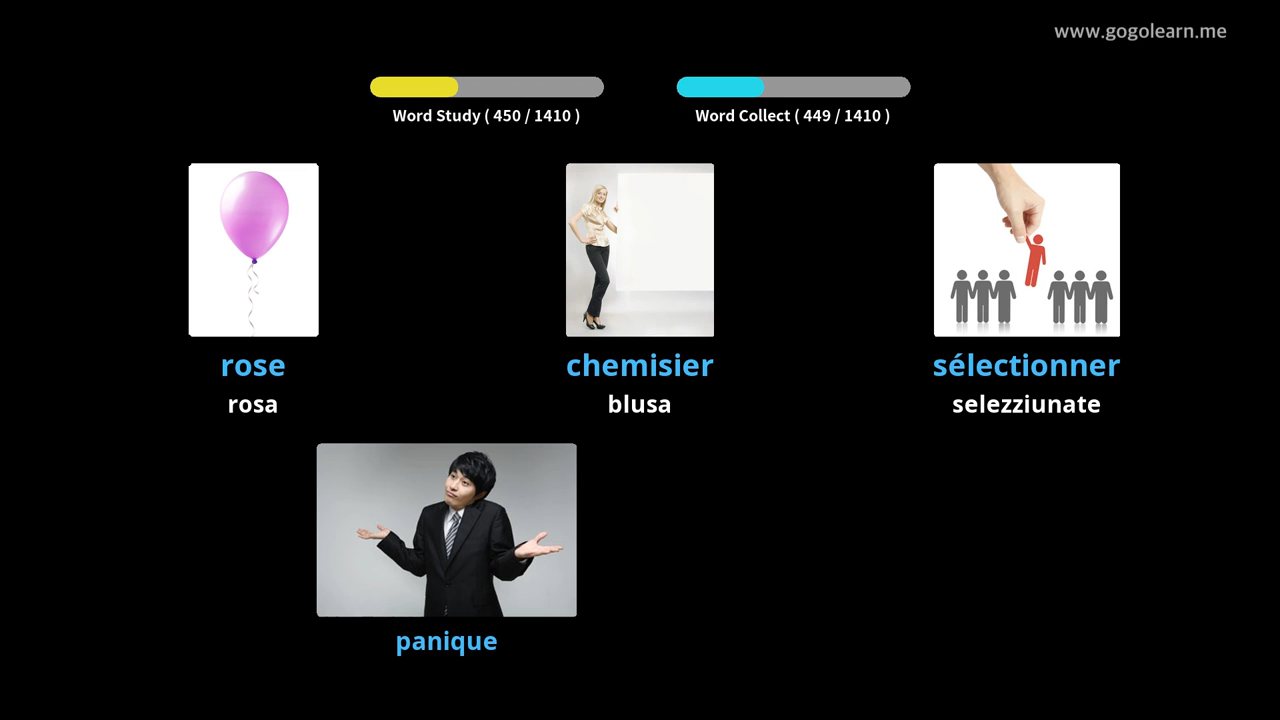 www.gogolearn.me
Word Study ( 450 / 1410 )
Word Collect ( 449 / 1410 )
rose
rosa
chemisier
blusa
sélectionner
selezziunate
panique